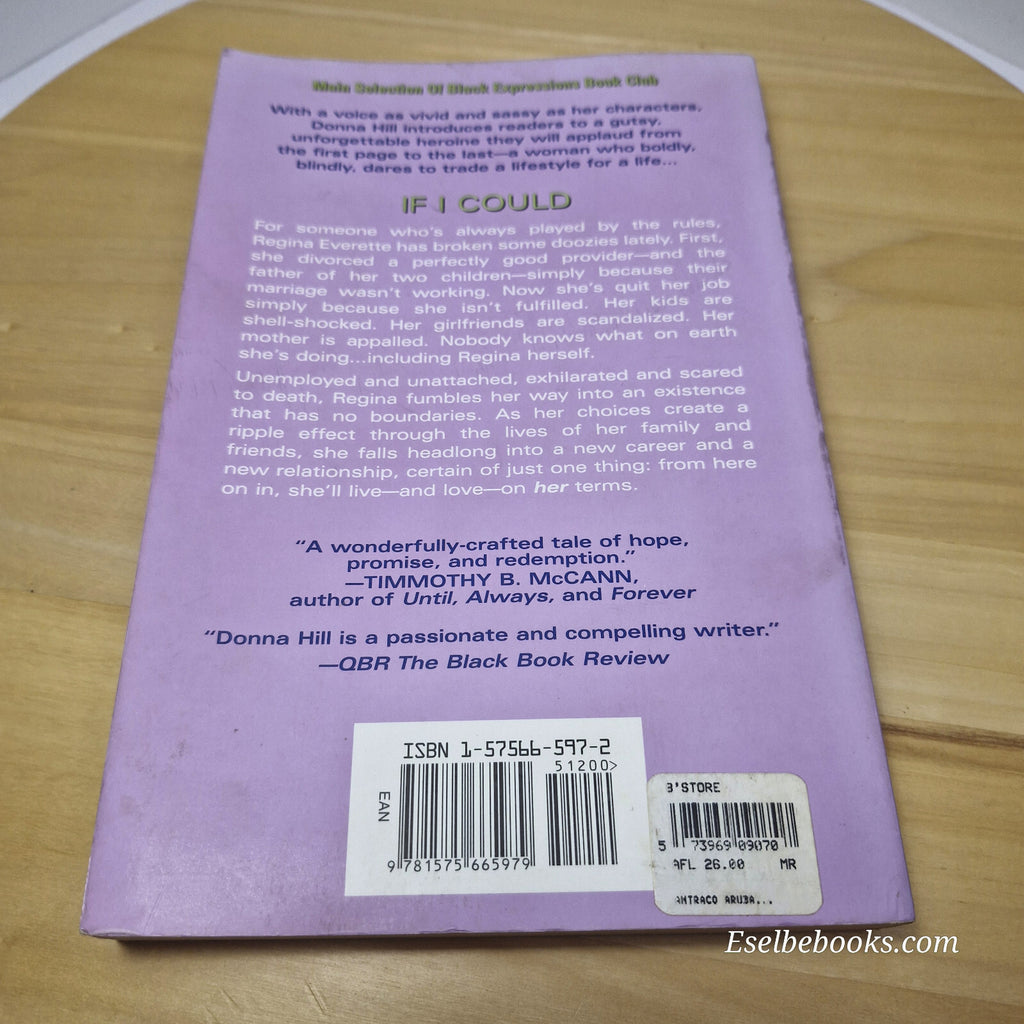 Main Selection Of Black Expressions Book Club
With a voice as vivid and sassy as her characters,
Donna Hill introduces readers to a gutsy,
unforgettable heroine they will applaud from
the first page to the last—a woman who boldly,
blindly, dares to trade a lifestyle for a life...
IF I COULD
For someone who's always played by the rules,
Regina Everette has broken some doozies lately. First,
she divorced a perfectly good provider—and the
father of her two children—simply because their
marriage wasn't working. Now she's quit her job
simply because she isn't fulfilled. Her kids are
shell-shocked. Her girlfriends are scandalized. Her
mother is appalled. Nobody knows what on earth
she's doing...including Regina herself.
Unemployed and unattached, exhilarated and scared
to death, Regina fumbles her way into an existence
that has no boundaries. As her choices create a
ripple effect through the lives of her family and
friends, she falls headlong into a new career and a
new relationship, certain of just one thing: from here
on in, she'll live—and love—on her terms.
"A wonderfully-crafted tale of hope,
promise, and redemption."
—TIMMOTHY B. McCANN,
author of Until, Always, and Forever
"Donna Hill is a passionate and compelling writer."
—QBR The Black Book Review
ISBN 1-57566-597-2
51200>
EAN
9 781575 665979
B'STORE
5 73969 09070
AFL 26.00 MR
ANTRACO ARUBA...
Eselbebooks.com